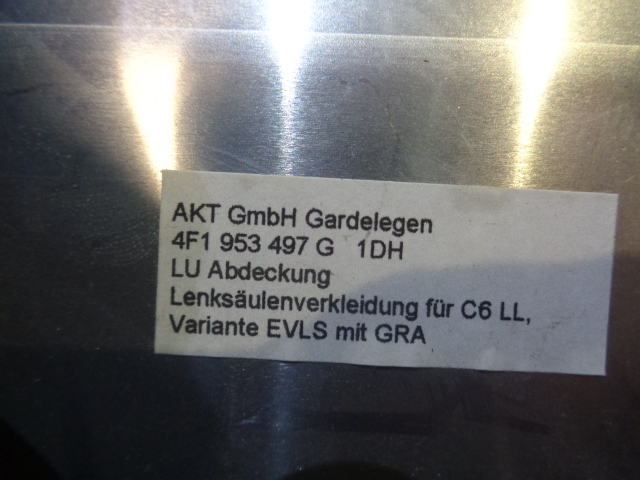 AKT GmbH Gardelegen
4F1 953 497 G 1DH
LU Abdeckung
Lenksäulenverkleidung für C6 LL,
Variante EVLS mit GRA